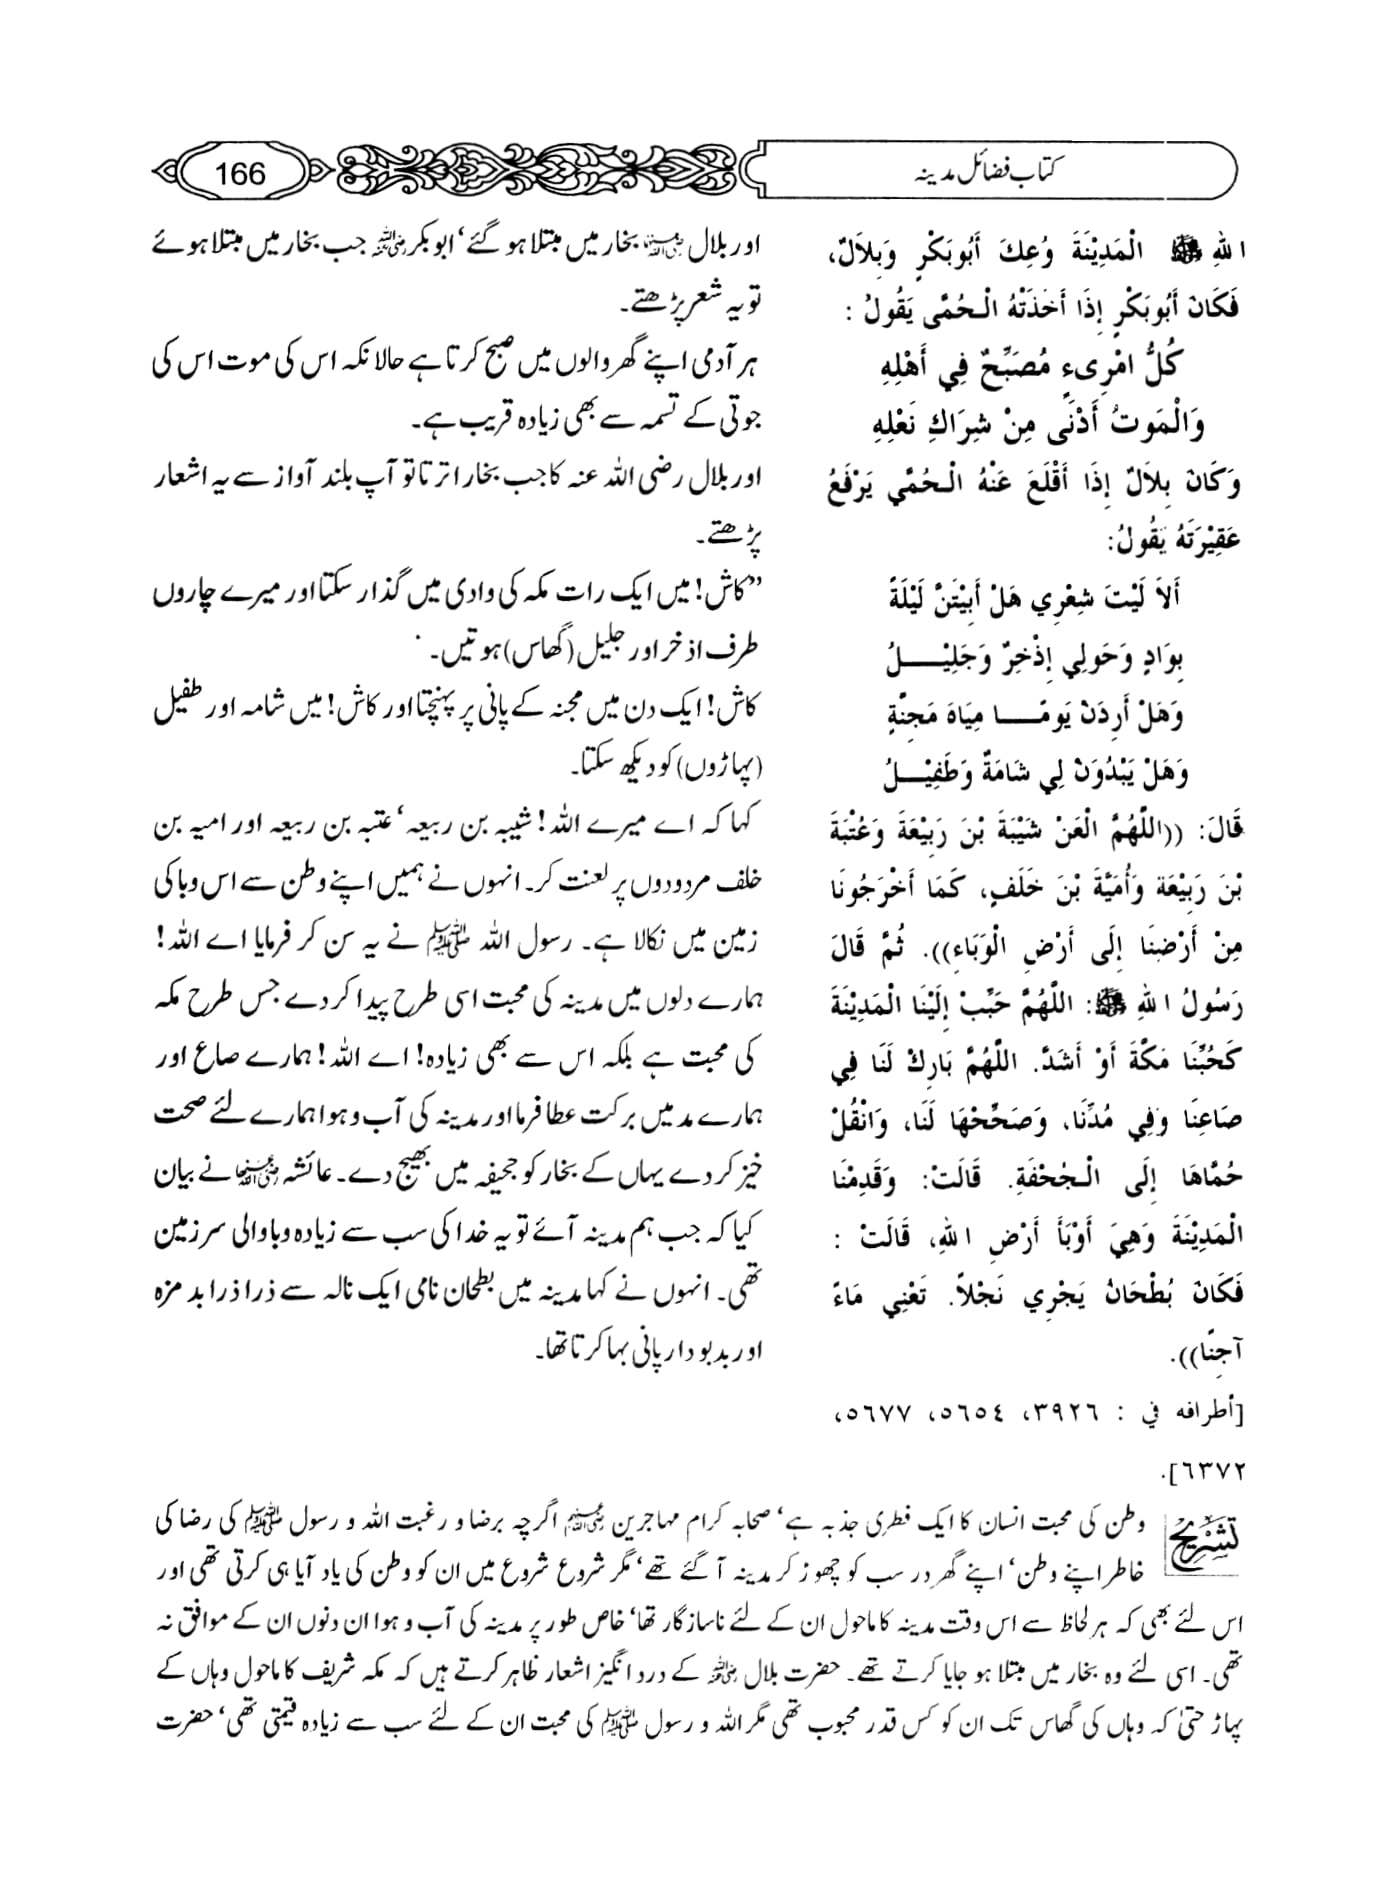 کتاب فضائل مدینہ
166
اللهِ ﷺ الْمَدِيْنَةَ وُعِكَ أَبُوبَكْرٍ وَبِلاَلٌ،
فَكَانَ أَبُوبَكْرٍ إِذَا أَخَذَتْهُ الْحُمَّى يَقُولُ :
كُلُّ امْرِىءٍ مُصَبِّحٌ فِي أَهْلِهِ
وَالْمَوتُ أَدْنَى مِنْ شِرَاكِ نَعْلِهِ
وَكَانَ بِلاَلٌ إِذَا أَقْلَعَ عَنْهُ الْحُمَّي يَرْفَعُ
عَقِيْرَتَهُ يَقُولُ:
أَلاَ لَيْتَ شِعْرِي هَلْ أَبِيْتَنَّ لَيْلَةً
بِوَادٍ وَحَولِي إِذْخِرٌ وَجَلِيْلُ
وَهَلْ أَرِدَنْ يَومًا مِيَاهَ مَجِنَّةٍ
وَهَلْ يَبْدُوَنْ لِي شَامَةٌ وَطَفِيْلُ
قَالَ: ((اللَّهُمَّ الْعَنْ شَيْبَةَ بْنَ رَبِيْعَةَ وَعُتْبَةَ
بْنَ رَبِيْعَة وَأُمَيَّةَ بْنَ خَلَفٍ، كَمَا أَخْرَجُونَا
مِنْ أَرْضِنَا إِلَى أَرْضِ الْوَبَاءِ)). ثُمَّ قَالَ
رَسُولُ اللهِ ﷺ: اللَّهُمَّ حَبِّبْ إِلَيْنَا الْمَدِيْنَةَ
كَحُبِّنَا مَكَّةَ أَوْ أَشَدَّ. اللَّهُمَّ بَارِكْ لَنَا فِي
صَاعِنَا وَفِي مُدِّنَا، وَصَحِّحْهَا لَنَا، وَانْقُلْ
حُمَّاهَا إِلَى الْجُحْفَةِ. قَالَتْ: وَقَدِمْنَا
الْمَدِيْنَةَ وَهِيَ أَوْبَأُ أَرْضِ اللهِ، قَالَتْ :
فَكَانَ بُطْحَانُ يَجْرِي نَجْلاً. تَعْنِي مَاءً
آجِنًا)).
[أطرافه في : ٣٩٢٦، ٥٦٥٤، ٥٦٧٧،
٦٣٧٢].
اور بلال رضی اللہ عنہما بخار میں مبتلا ہو گئے‘ ابوبکر رضی اللہ عنہ جب بخار میں مبتلا ہوئے
تو یہ شعر پڑھتے۔
ہر آدمی اپنے گھر والوں میں صبح کرتا ہے حالانکہ اس کی موت اس کی
جوتی کے تسمہ سے بھی زیادہ قریب ہے۔
اور بلال رضی اللہ عنہ کا جب بخار اترتا تو آپ بلند آواز سے یہ اشعار
پڑھتے۔
”کاش! میں ایک رات مکہ کی وادی میں گذار سکتا اور میرے چاروں
طرف اذخر اور جلیل (گھاس) ہوتیں۔
کاش! ایک دن میں مجنہ کے پانی پر پہنچتا اور کاش! میں شامہ اور طفیل
(پہاڑوں) کو دیکھ سکتا۔
کہا کہ اے میرے اللہ! شیبہ بن ربیعہ‘ عتبہ بن ربیعہ اور امیہ بن
خلف مردودوں پر لعنت کر۔ انہوں نے ہمیں اپنے وطن سے اس وبا کی
زمین میں نکالا ہے۔ رسول اللہ ﷺ نے یہ سن کر فرمایا اے اللہ!
ہمارے دلوں میں مدینہ کی محبت اسی طرح پیدا کر دے جس طرح مکہ
کی محبت ہے بلکہ اس سے بھی زیادہ! اے اللہ! ہمارے صاع اور
ہمارے مد میں برکت عطا فرما اور مدینہ کی آب و ہوا ہمارے لئے صحت
خیز کر دے یہاں کے بخار کو جحیفہ میں بھیج دے۔ عائشہ رضی اللہ عنہا نے بیان
کیا کہ جب ہم مدینہ آئے تو یہ خدا کی سب سے زیادہ وبا والی سرزمین
تھی۔ انہوں نے کہا مدینہ میں بطحان نامی ایک نالہ سے ذرا ذرا بد مزہ
اور بدبودار پانی بہا کرتا تھا۔
تشریح
وطن کی محبت انسان کا ایک فطری جذبہ ہے‘ صحابہ کرام مہاجرین رضی اللہ عنہم اگرچہ برضا و رغبت اللہ و رسول ﷺ کی رضا کی
خاطر اپنے وطن‘ اپنے گھر در سب کو چھوڑ کر مدینہ آ گئے تھے‘ مگر شروع شروع میں ان کو وطن کی یاد آیا ہی کرتی تھی اور
اس لئے بھی کہ ہر لحاظ سے اس وقت مدینہ کا ماحول ان کے لئے ناسازگار تھا‘ خاص طور پر مدینہ کی آب و ہوا ان دنوں ان کے موافق نہ
تھی۔ اسی لئے وہ بخار میں مبتلا ہو جایا کرتے تھے۔ حضرت بلال رضی اللہ عنہ کے درد انگیز اشعار ظاہر کرتے ہیں کہ مکہ شریف کا ماحول وہاں کے
پہاڑ حتیٰ کہ وہاں کی گھاس تک ان کو کس قدر محبوب تھی مگر اللہ و رسول ﷺ کی محبت ان کے لئے سب سے زیادہ قیمتی تھی‘ حضرت